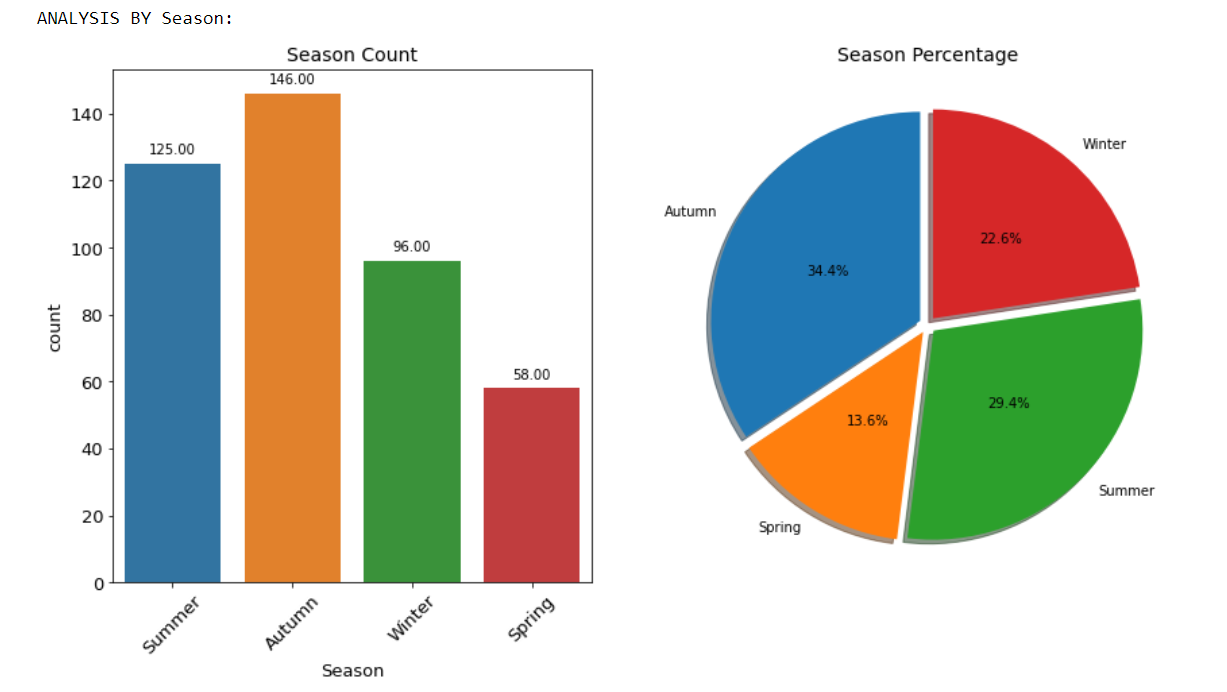 ANALYSIS BY Season:
Season Count
146.00
125.00
96.00
58.00
140
120
100
80
60
40
20
0
count
Summer
Autumn
Winter
Spring
Season
Season Percentage
Winter
Autumn
22.6%
34.4%
29.4%
13.6%
Summer
Spring